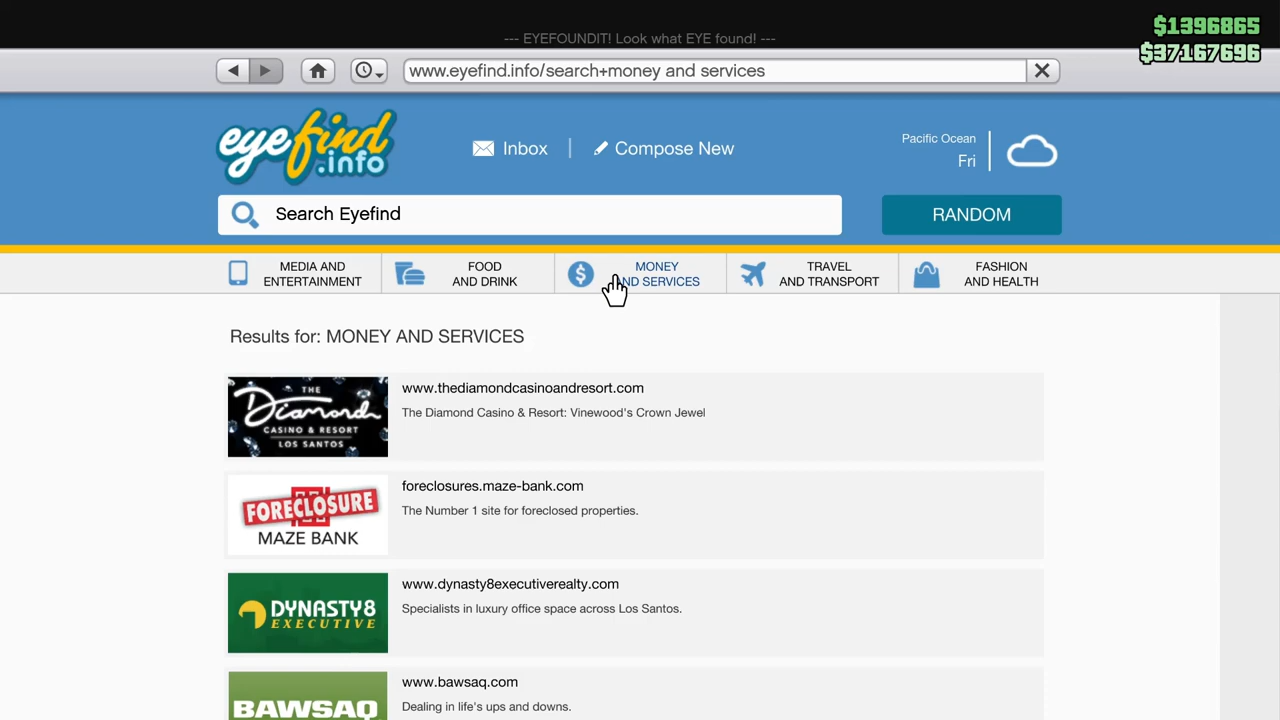 $1396865
--- EYEFOUNDIT! Look what EYE found! ---
$37167696
www.eyefind.info/search+money and services
eyefind
.info
Inbox
Compose New
Pacific Ocean
Fri
Search Eyefind
RANDOM
MEDIA AND
ENTERTAINMENT
FOOD
AND DRINK
MONEY
AND SERVICES
TRAVEL
AND TRANSPORT
FASHION
AND HEALTH
Results for: MONEY AND SERVICES
THE
Diamond
CASINO & RESORT
LOS SANTOS
www.thediamondcasinoandresort.com
The Diamond Casino & Resort: Vinewood's Crown Jewel
FORECLOSURE
MAZE BANK
foreclosures.maze-bank.com
The Number 1 site for foreclosed properties.
DYNASTY8
EXECUTIVE
www.dynasty8executiverealty.com
Specialists in luxury office space across Los Santos.
BAWSAQ
www.bawsaq.com
Dealing in life's ups and downs.